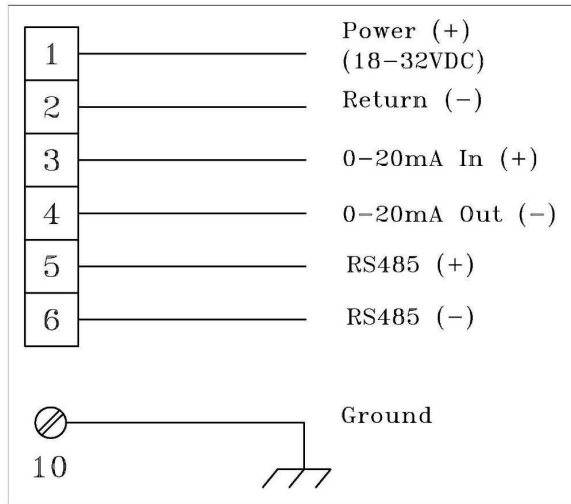 1 Power (+)
(18-32VDC)
2 Return (-)
3 0-20mA In (+)
4 0-20mA Out (-)
5 RS485 (+)
6 RS485 (-)
Ground
10